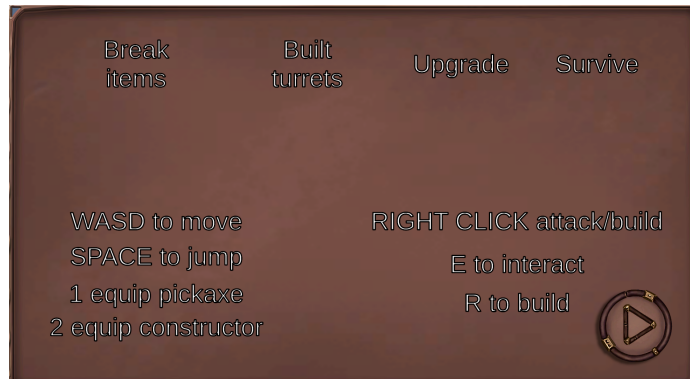 Break
items
Built
turrets
Upgrade
Survive
WASD to move
SPACE to jump
1 equip pickaxe
2 equip constructor
RIGHT CLICK attack/build
E to interact
R to build